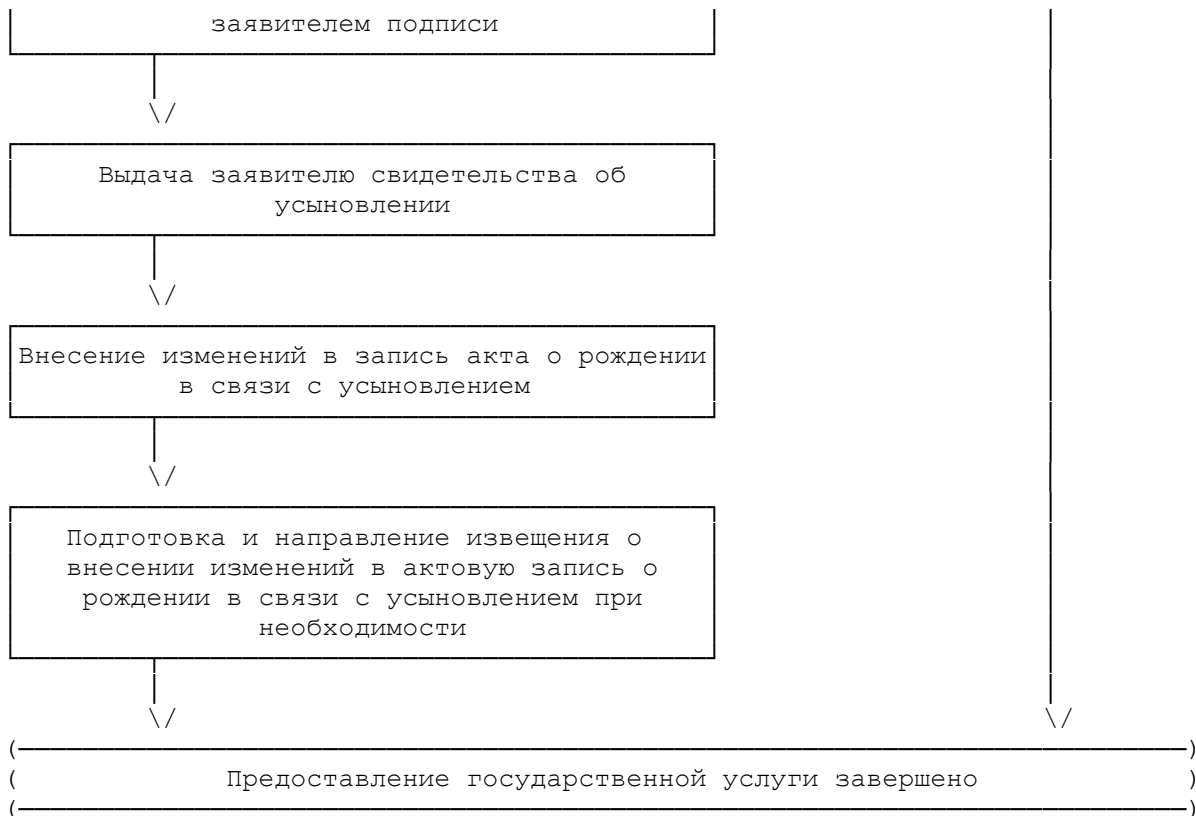 заявителем подписи
Выдача заявителю свидетельства об
усыновлении
Внесение изменений в запись акта о рождении
в связи с усыновлением
Подготовка и направление извещения о
внесении изменений в актовую запись о
рождении в связи с усыновлением при
необходимости
Предоставление государственной услуги завершено